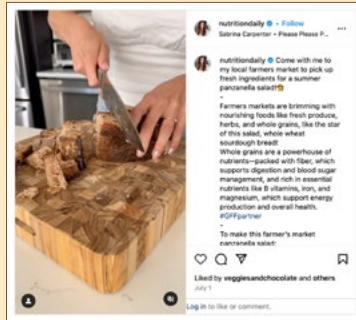 nutritiondaily • Follow
Sabrina Carpenter • Please Please P...
nutritiondaily Come with me to
my local farmers market to pick up
fresh ingredients for a summer
panzanella salad!
-
Farmers markets are brimming with
nourishing foods like fresh produce,
herbs, and whole grains, like the star
of this salad, whole wheat
sourdough bread!
Whole grains are a powerhouse of
nutrients—packed with fiber, which
supports digestion and blood sugar
management, and rich in essential
nutrients like B vitamins, iron, and
magnesium, which support energy
production and overall health.
#GFFpartner
-
To make this farmer's market
panzanella salad:
Liked by veggiesandchocolate and others
July 1
Log in to like or comment.